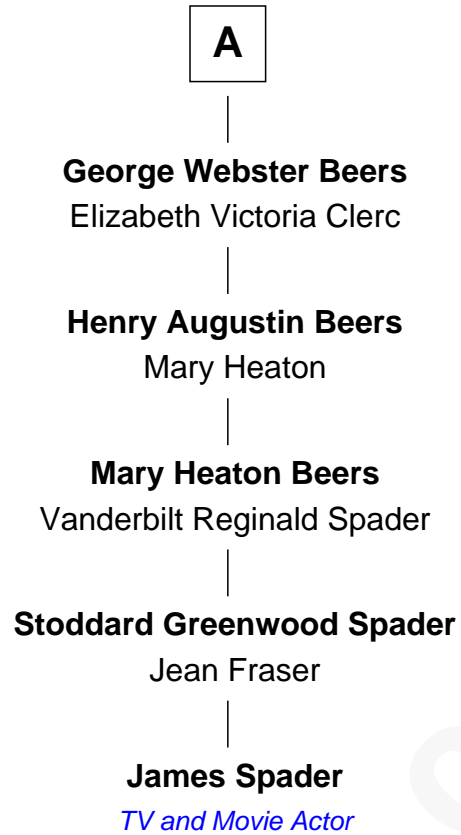 A
George Webster Beers
Elizabeth Victoria Clerc
Henry Augustin Beers
Mary Heaton
Mary Heaton Beers
Vanderbilt Reginald Spader
Stoddard Greenwood Spader
Jean Fraser
James Spader
TV and Movie Actor